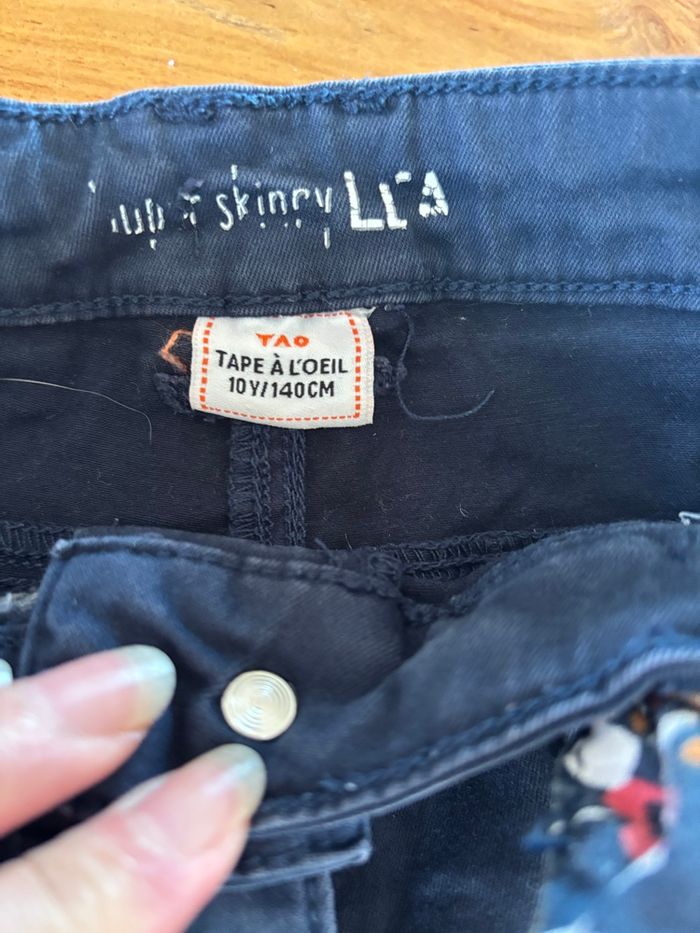 skinny
TAO
TAPE À L'OEIL
10Y/140CM